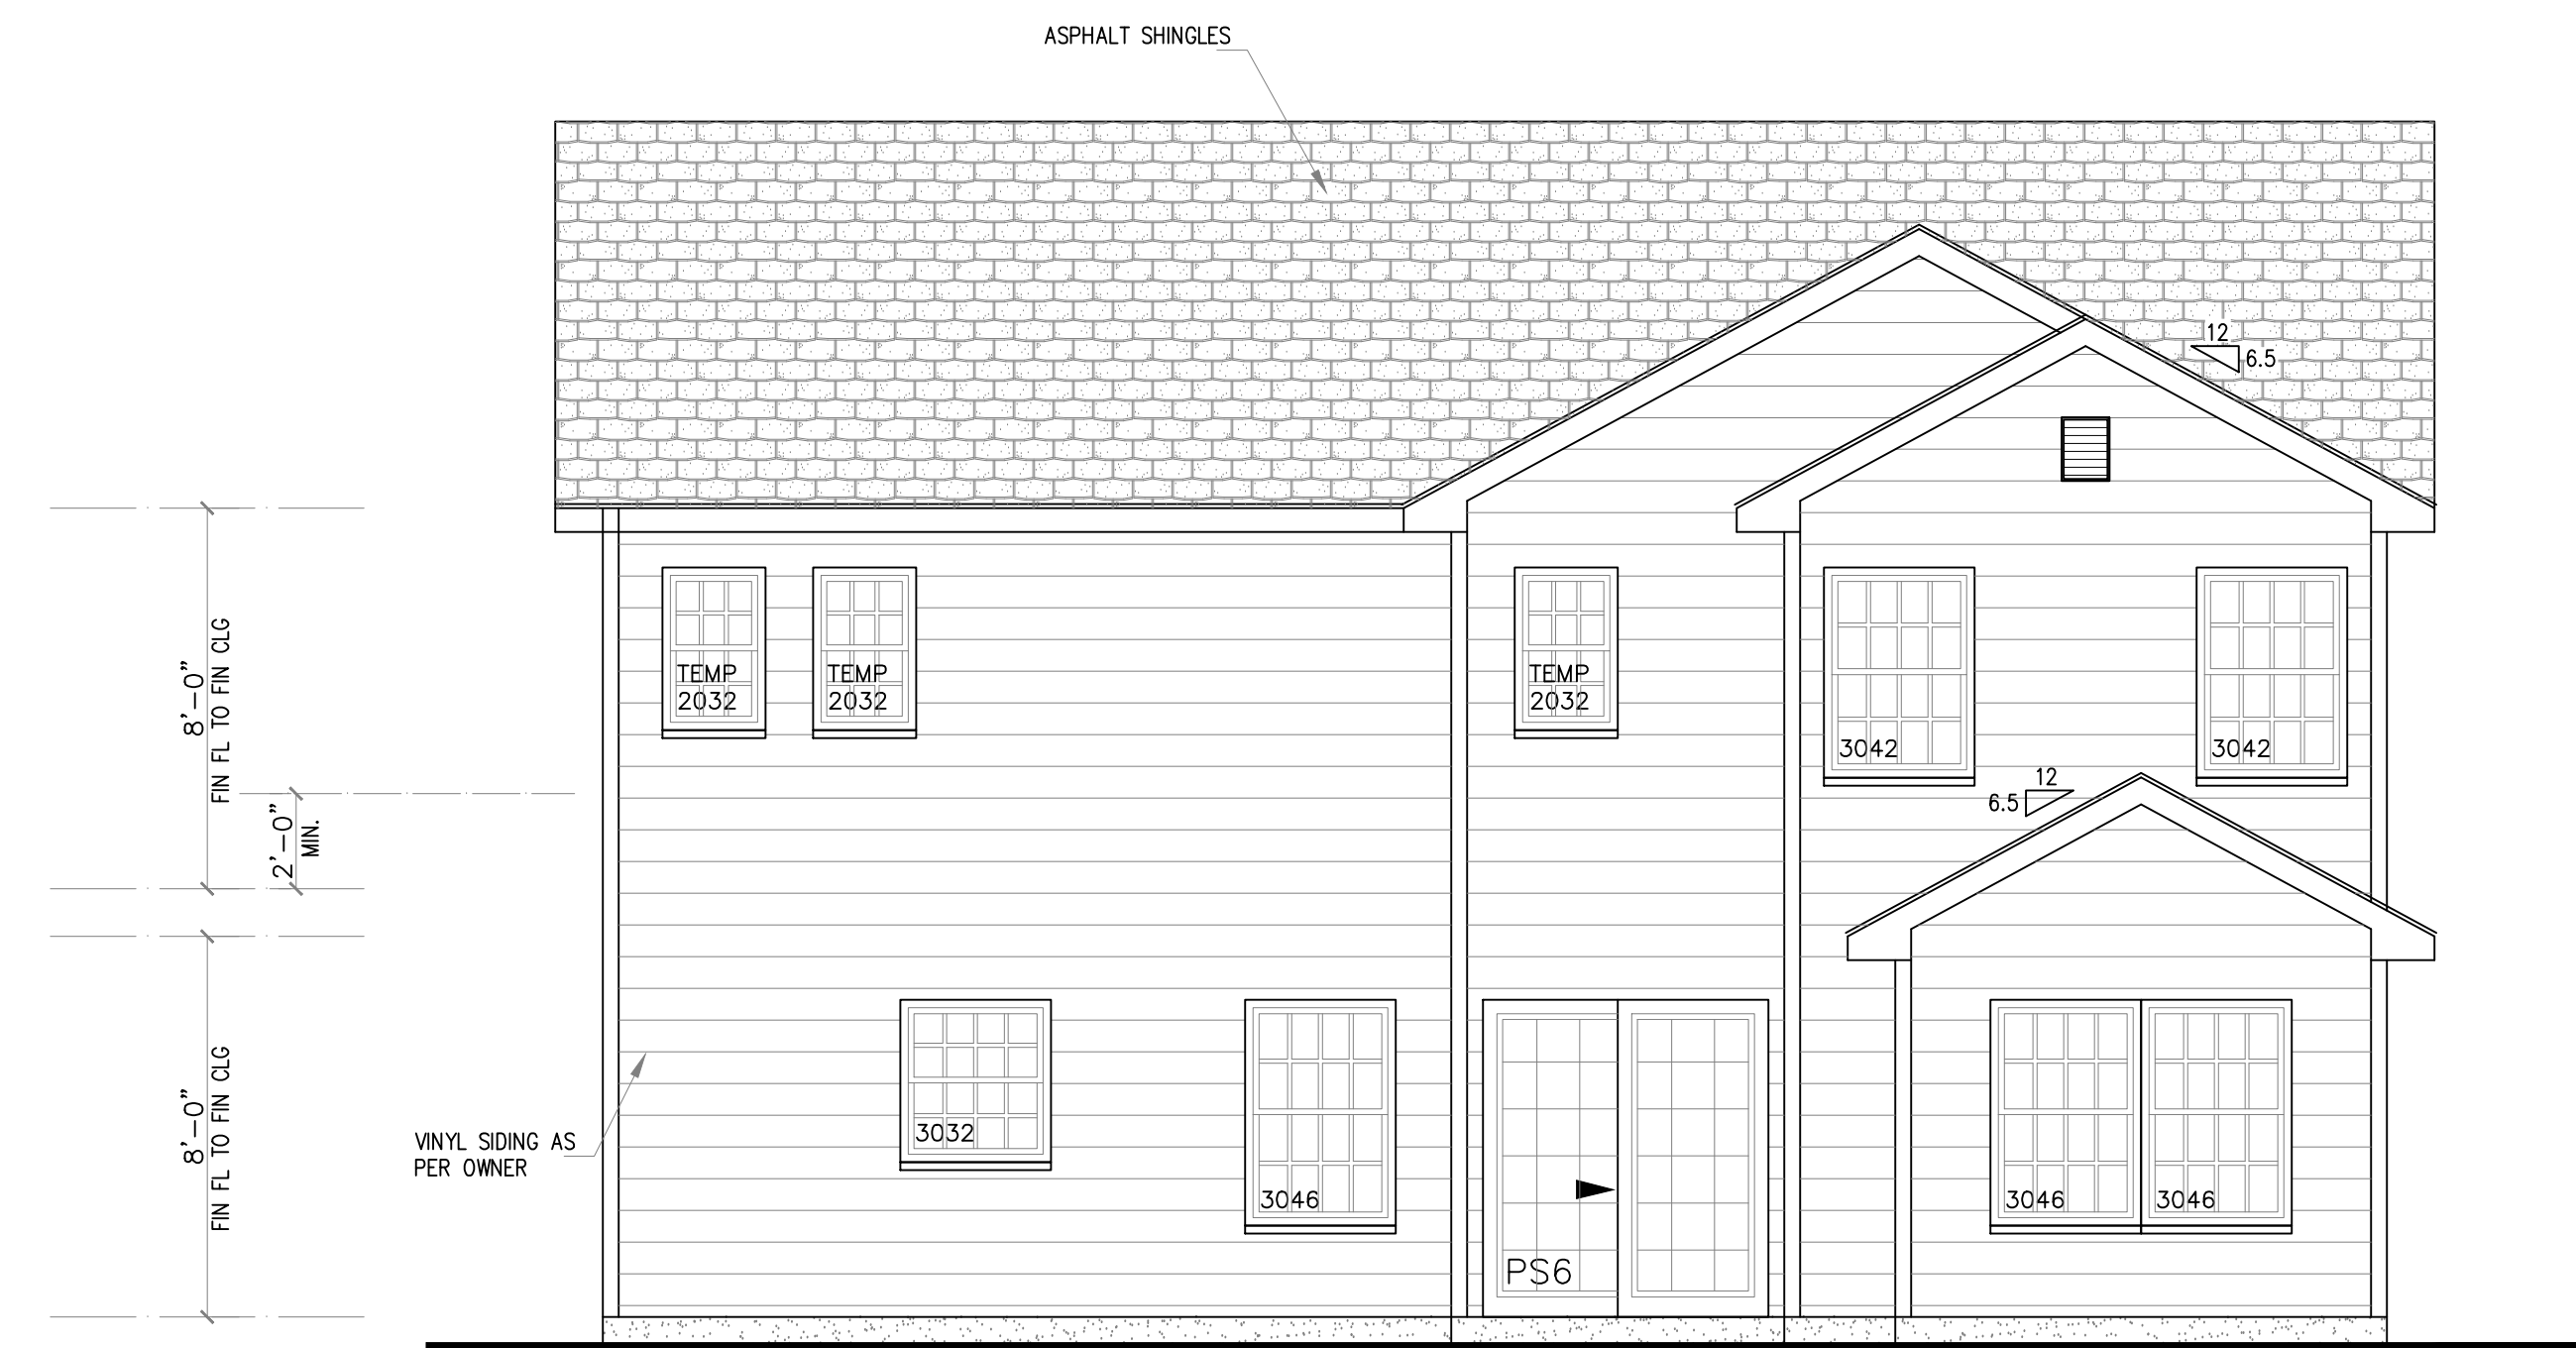 ASPHALT SHINGLES
12
6.5
8'-0"
FIN FL TO FIN CLG
TEMP
2032
TEMP
2032
TEMP
2032
3042
3042
2'-0"
MIN.
12
6.5
8'-0"
FIN FL TO FIN CLG
VINYL SIDING AS
PER OWNER
3032
3046
PS6
3046
3046